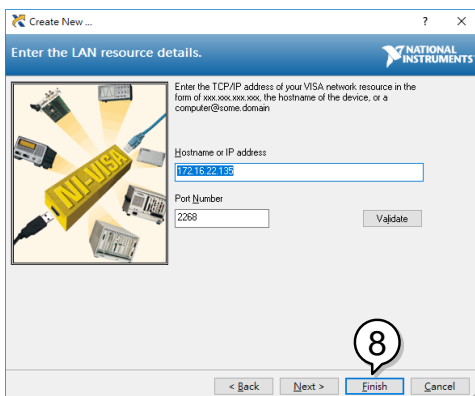 Create New ...
?
Enter the LAN resource details.
NATIONAL
INSTRUMENTS
Enter the TCP/IP address of your VISA network resource in the
form of xxx.xxx.xxx.xxx, the hostname of the device, or a
computer@some.domain
NI-VISA
Hostname or IP address
172.16.22.135
Port Number
2268
Validate
8
< Back
Next >
Finish
Cancel